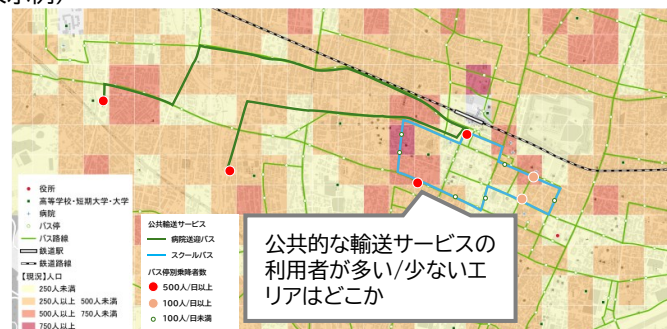 役所
高等学校・短期大学・大学
病院
バス停
バス路線
鉄道駅
鉄道路線
【現況】人口
250人未満
250人以上 500人未満
500人以上 750人未満
750人以上
公共輸送サービス
病院送迎バス
スクールバス
バス停別乗降者数
500人/日以上
100人/日以上
100人/日未満
公共的な輸送サービスの
利用者が多い/少ないエ
リアはどこか